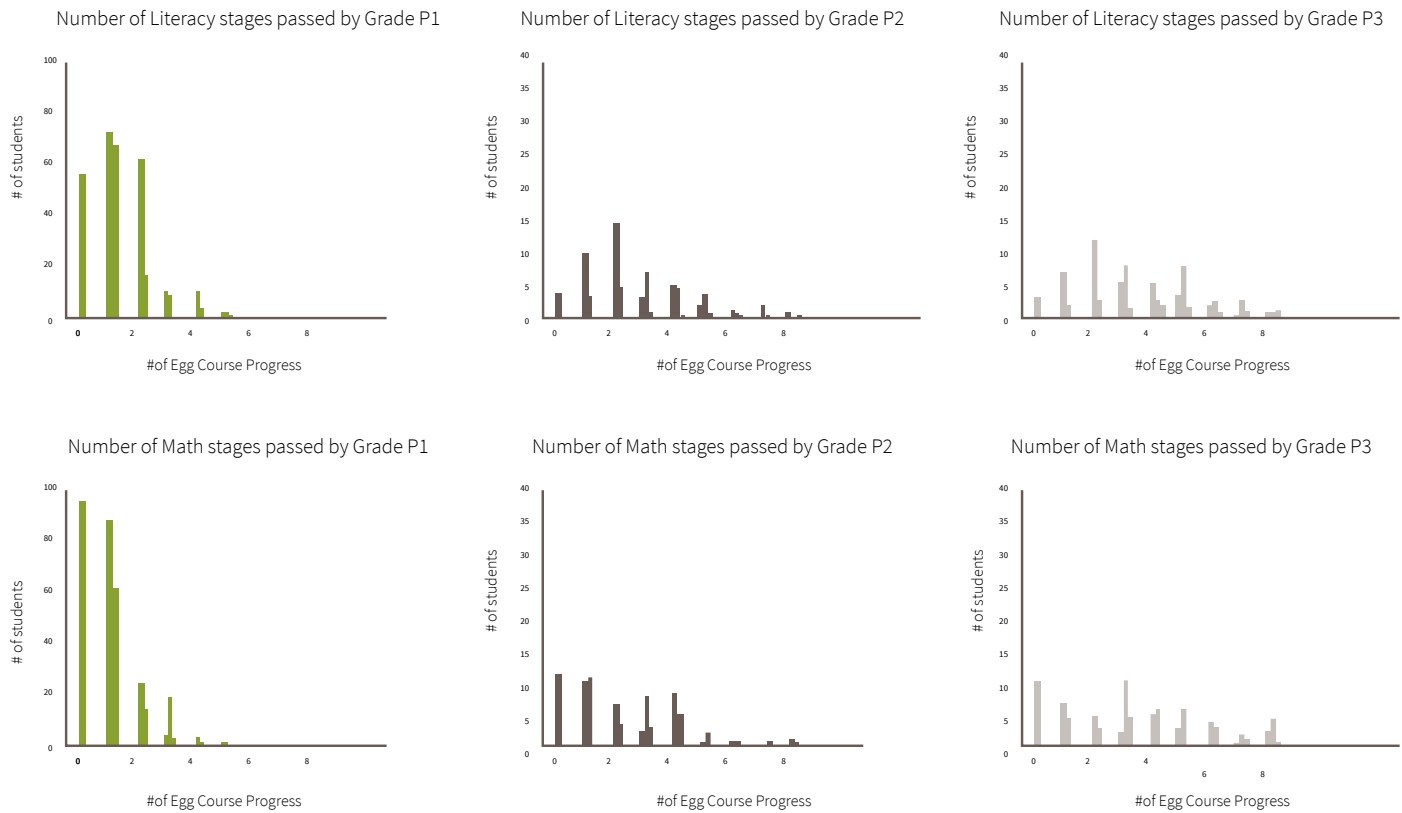 Number of Literacy stages passed by Grade P1
100
80
60
40
20
0
# of students
0 2 4 6 8
#of Egg Course Progress
Number of Literacy stages passed by Grade P2
40
35
30
25
20
15
10
5
0
# of students
0 2 4 6 8
#of Egg Course Progress
Number of Literacy stages passed by Grade P3
40
35
30
25
20
15
10
5
0
# of students
0 2 4 6 8
#of Egg Course Progress
Number of Math stages passed by Grade P1
100
80
60
40
20
0
# of students
0 2 4 6 8
#of Egg Course Progress
Number of Math stages passed by Grade P2
40
35
30
25
20
15
10
5
0
# of students
0 2 4 6 8
#of Egg Course Progress
Number of Math stages passed by Grade P3
40
35
30
25
20
15
10
5
0
# of students
0 2 4
6 8
#of Egg Course Progress